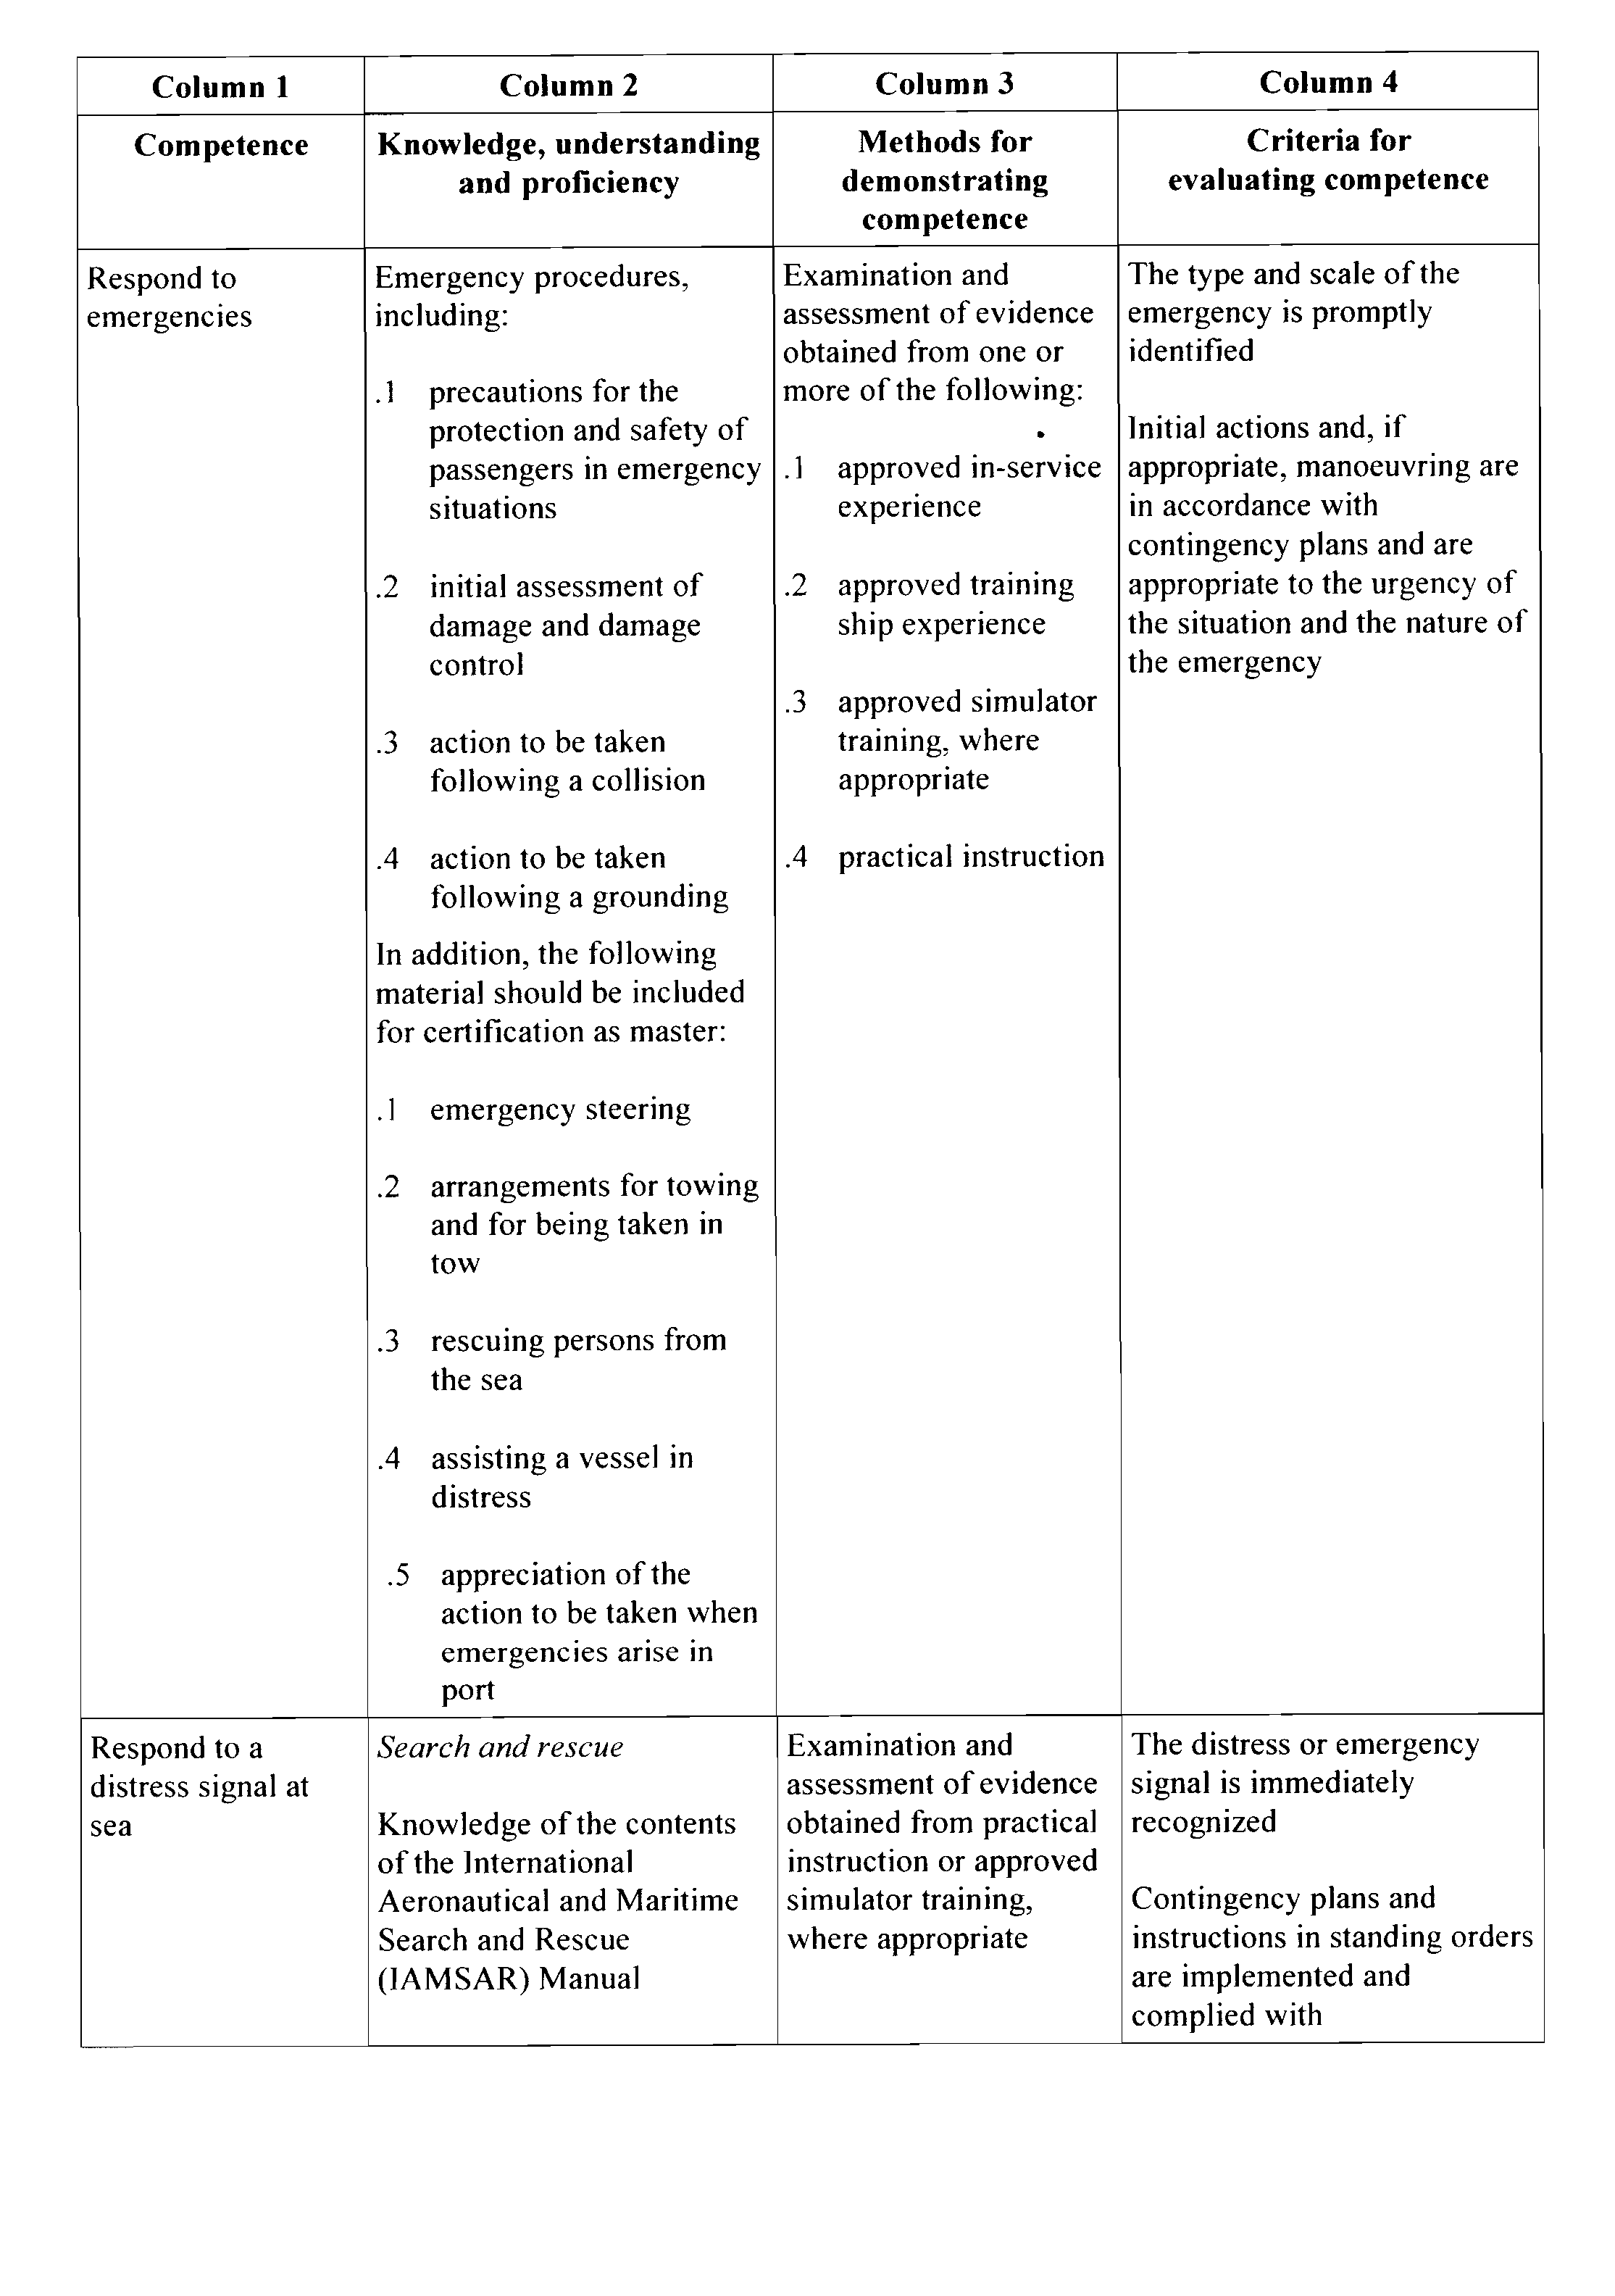 Column 1
Column 2
Column 3
Column 4
Competence
Knowledge, understanding
and proficiency
Methods for
demonstrating
competence
Criteria for
evaluating competence
Respond to
emergencies
Emergency procedures,
including:
.1 precautions for the
protection and safety of
passengers in emergency
situations
.2 initial assessment of
damage and damage
control
.3 action to be taken
following a collision
.4 action to be taken
following a grounding
In addition, the following
material should be included
for certification as master:
.1 emergency steering
.2 arrangements for towing
and for being taken in
tow
.3 rescuing persons from
the sea
.4 assisting a vessel in
distress
.5 appreciation of the
action to be taken when
emergencies arise in
port
Examination and
assessment of evidence
obtained from one or
more of the following:
.1 approved in-service
experience
.2 approved training
ship experience
.3 approved simulator
training, where
appropriate
.4 practical instruction
The type and scale of the
emergency is promptly
identified
Initial actions and, if
appropriate, manoeuvring are
in accordance with
contingency plans and are
appropriate to the urgency of
the situation and the nature of
the emergency
Respond to a
distress signal at
sea
Search and rescue
Knowledge of the contents
of the International
Aeronautical and Maritime
Search and Rescue
(IAMSAR) Manual
Examination and
assessment of evidence
obtained from practical
instruction or approved
simulator training,
where appropriate
The distress or emergency
signal is immediately
recognized
Contingency plans and
instructions in standing orders
are implemented and
complied with